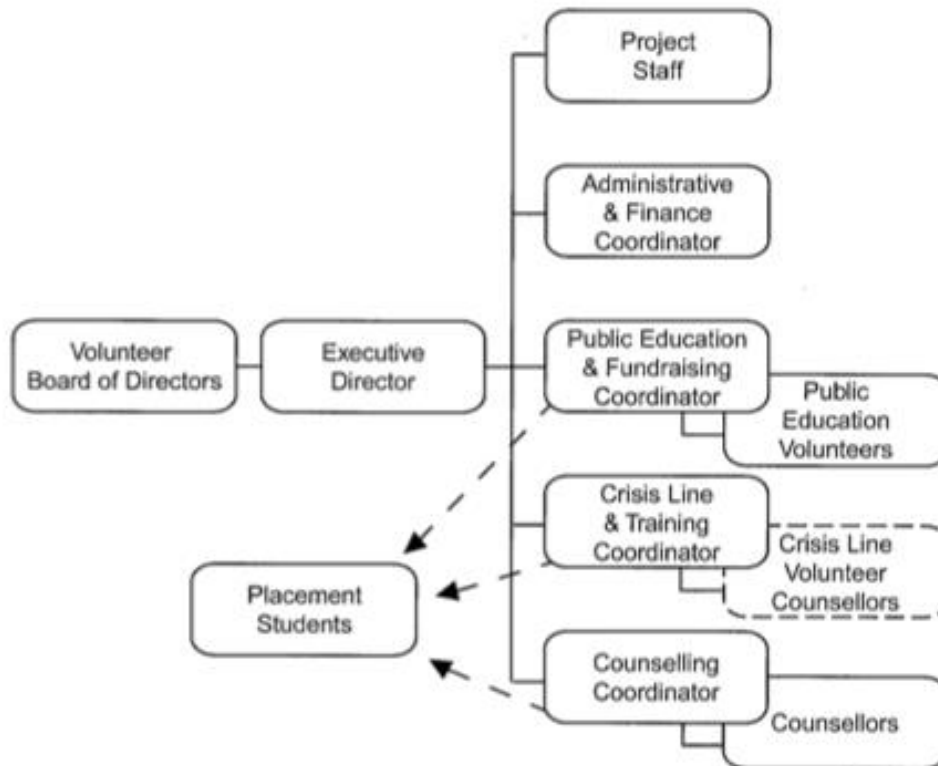 Project
Staff
Administrative
& Finance
Coordinator
Volunteer
Board of Directors
Executive
Director
Public Education
& Fundraising
Coordinator
Public
Education
Volunteers
Crisis Line
& Training
Coordinator
Crisis Line
Volunteer
Counsellors
Placement
Students
Counselling
Coordinator
Counsellors